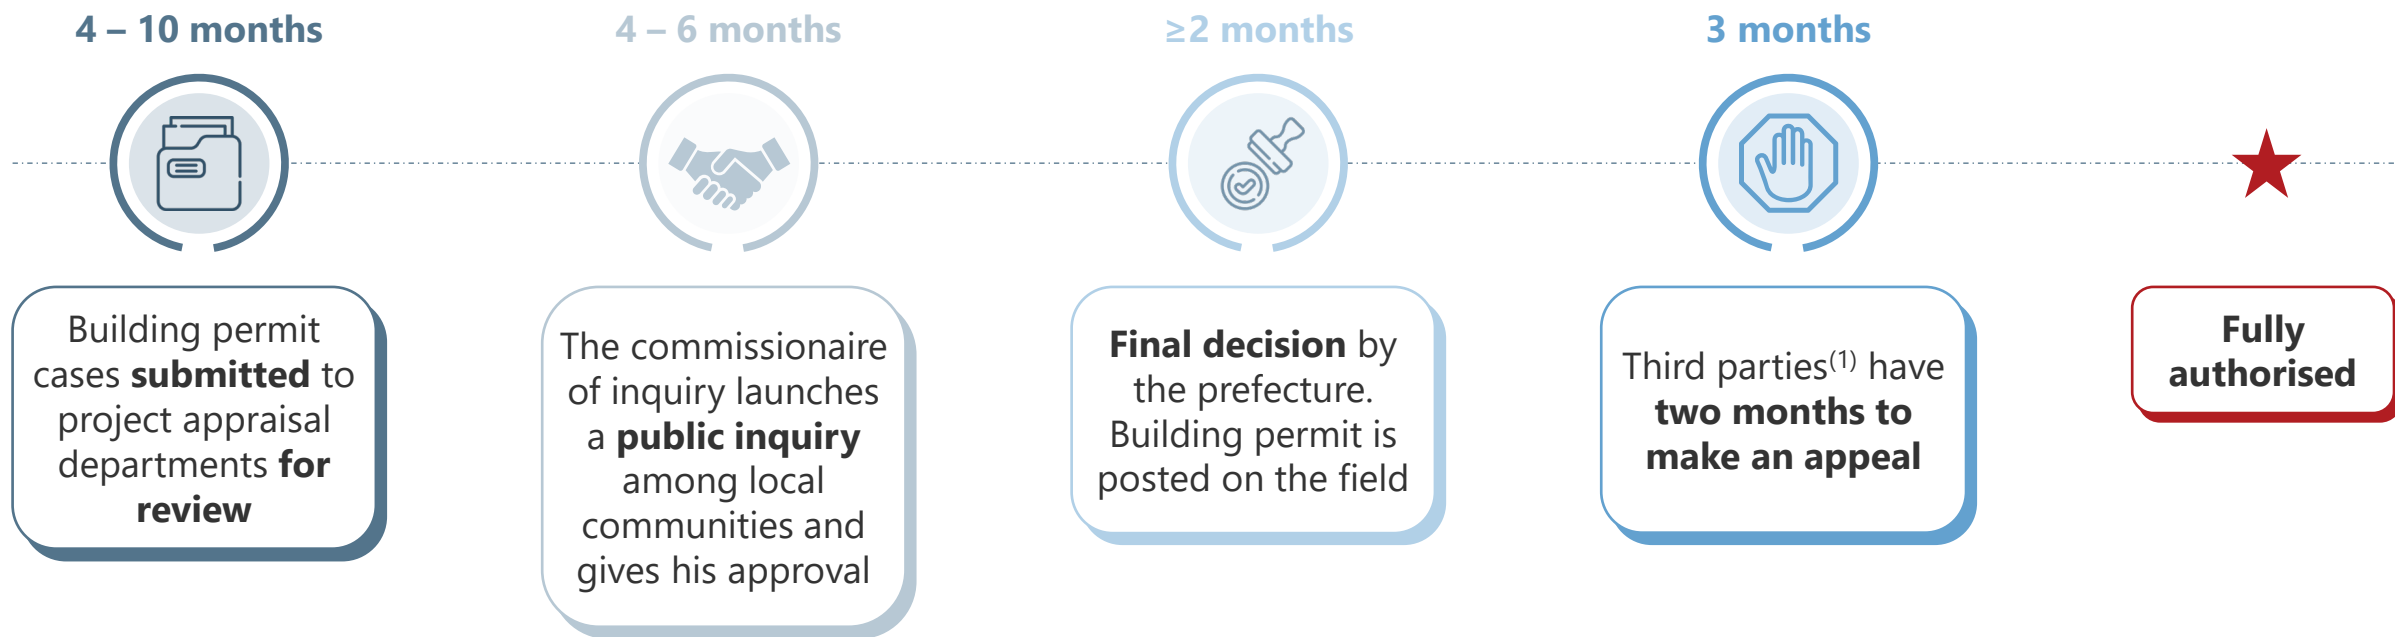 4 – 10 months
4 – 6 months
≥2 months
3 months
Building permit
cases submitted to
project appraisal
departments for
review
The commissionaire
of inquiry launches
a public inquiry
among local
communities and
gives his approval
Final decision by
the prefecture.
Building permit is
posted on the field
Third parties(1) have
two months to
make an appeal
Fully
authorised